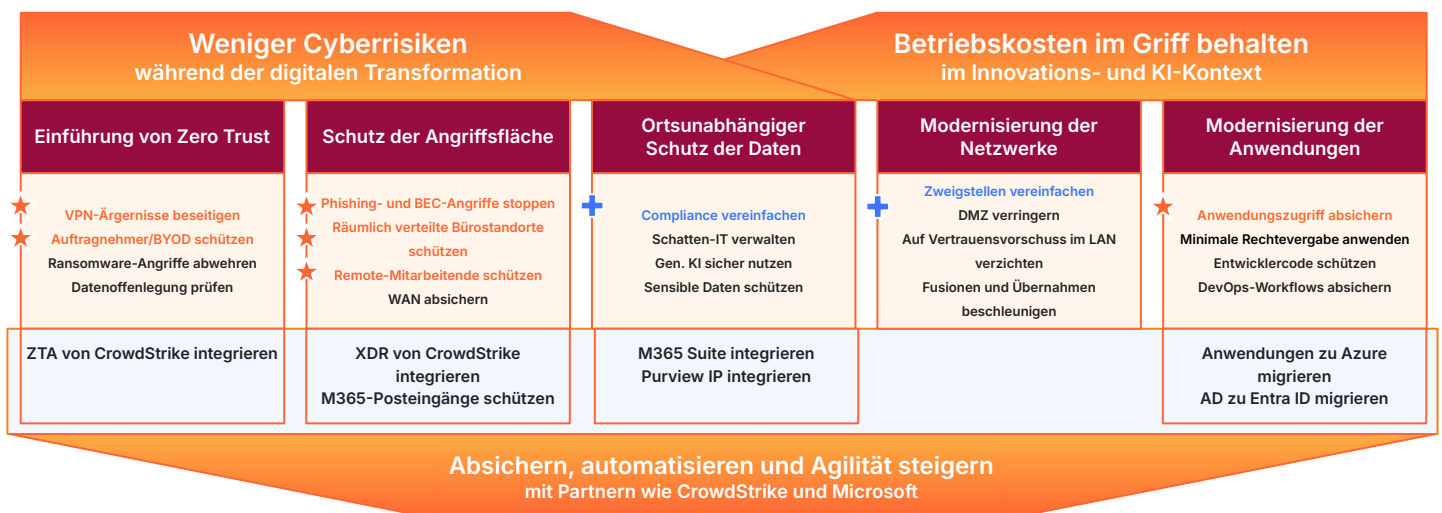 Weniger Cyberrisiken
während der digitalen Transformation
Betriebskosten im Griff behalten
im Innovations- und KI-Kontext
Einführung von Zero Trust
VPN-Ärgernisse beseitigen
Auftragnehmer/BYOD schützen
Ransomware-Angriffe abwehren
Datenoffenlegung prüfen
ZTA von CrowdStrike integrieren
Schutz der Angriffsfläche
Phishing- und BEC-Angriffe stoppen
Räumlich verteilte Bürostandorte
schützen
Remote-Mitarbeitende schützen
WAN absichern
XDR von CrowdStrike
integrieren
M365-Posteingänge schützen
Ortsunabhängiger
Schutz der Daten
Compliance vereinfachen
Schatten-IT verwalten
Gen. KI sicher nutzen
Sensible Daten schützen
M365 Suite integrieren
Purview IP integrieren
Modernisierung der
Netzwerke
Zweigstellen vereinfachen
DMZ verringern
Auf Vertrauensvorschuss im LAN
verzichten
Fusionen und Übernahmen
beschleunigen
Modernisierung der
Anwendungen
Anwendungszugriff absichern
Minimale Rechtevergabe anwenden
Entwicklercode schützen
DevOps-Workflows absichern
Anwendungen zu Azure
migrieren
AD zu Entra ID migrieren
Absichern, automatisieren und Agilität steigern
mit Partnern wie CrowdStrike und Microsoft